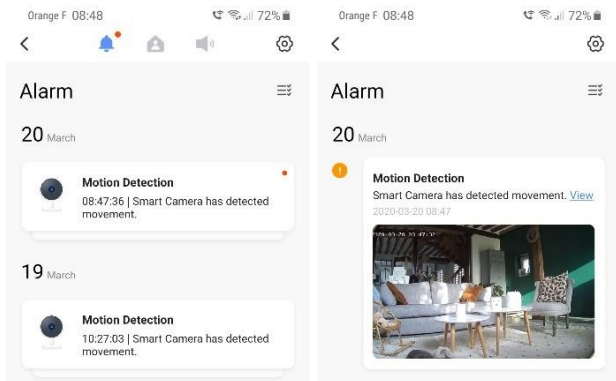 Orange F 08:48
72%
Alarm
20 March
Motion Detection
08:47:36 | Smart Camera has detected
movement.
19 March
Motion Detection
10:27:03 | Smart Camera has detected
movement.
Orange F 08:48
72%
Alarm
20 March
Motion Detection
Smart Camera has detected movement. View
2020-03-20 08:47